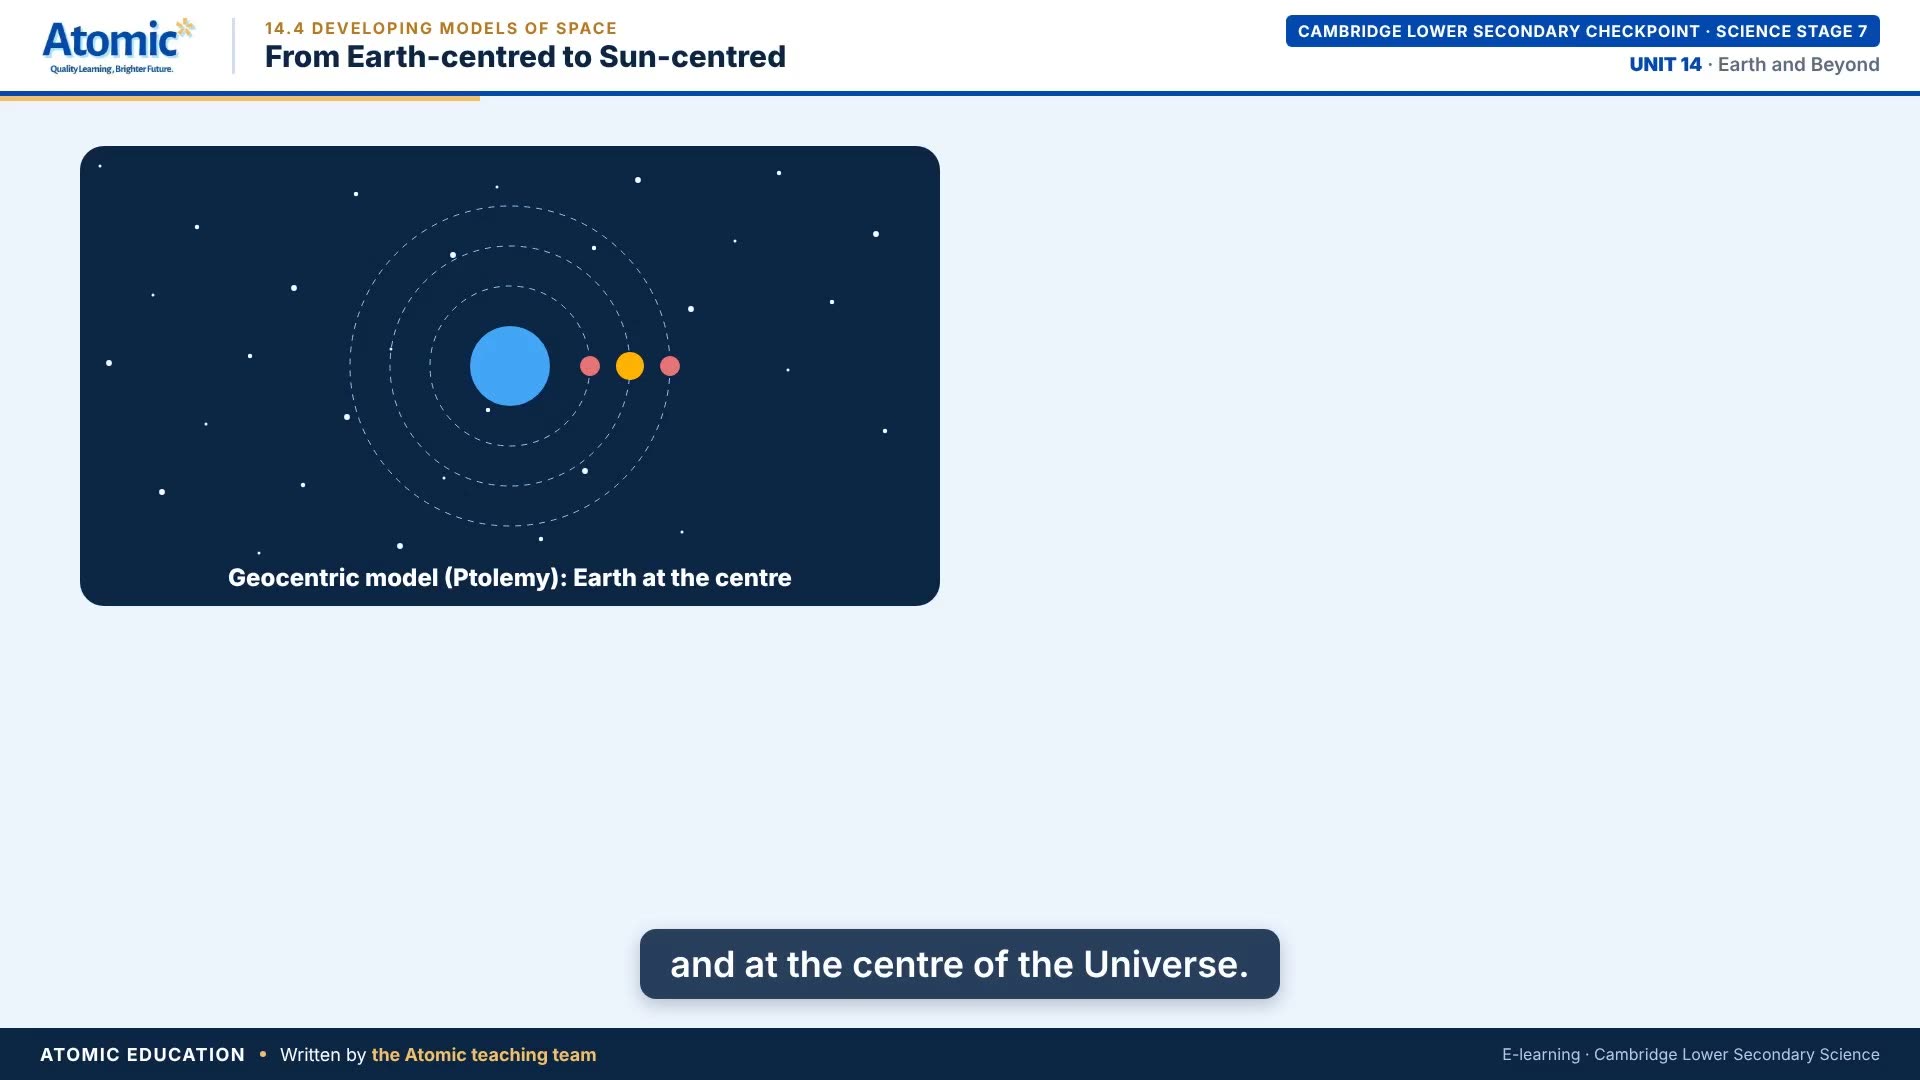 Atomic
Quality Learning, Brighter Future.
14.4 DEVELOPING MODELS OF SPACE
From Earth-centred to Sun-centred
CAMBRIDGE LOWER SECONDARY CHECKPOINT · SCIENCE STAGE 7
UNIT 14 · Earth and Beyond
Geocentric model (Ptolemy): Earth at the centre
and at the centre of the Universe.
ATOMIC EDUCATION • Written by the Atomic teaching team
E-learning · Cambridge Lower Secondary Science